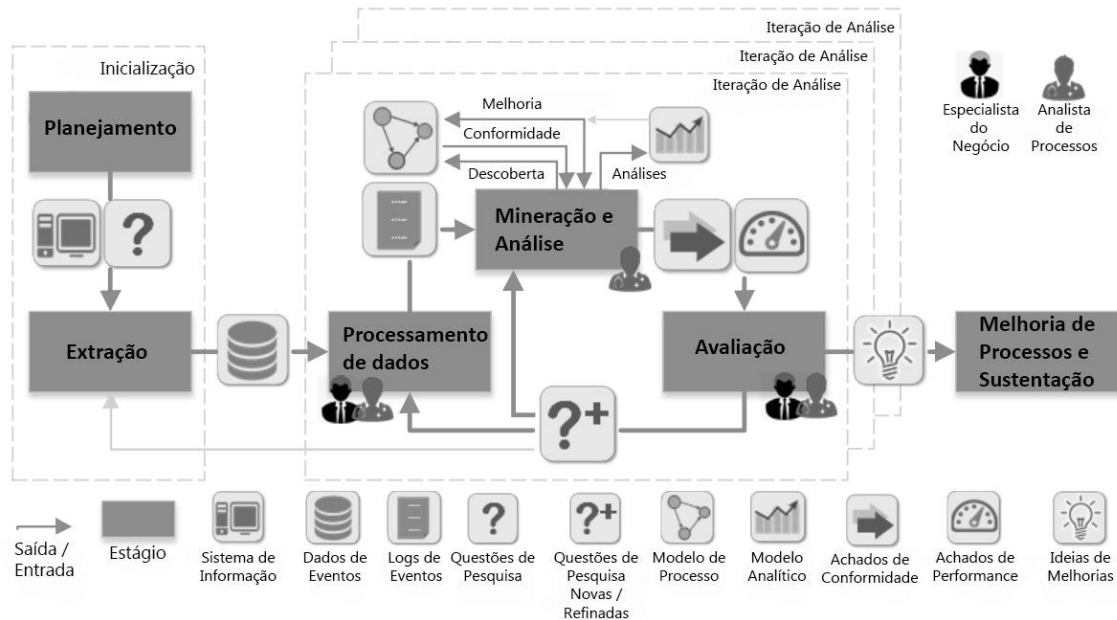 Iteração de Análise
Iteração de Análise
Iteração de Análise
Inicialização
Planejamento
Melhoria
Conformidade
Descoberta
Análises
Especialista
do
Negócio
Analista
de
Processos
Mineração e
Análise
?
Extração
Processamento
de dados
Avaliação
Melhoria de
Processos e
Sustentação
?+
Saída /
Entrada
Estágio
Sistema de
Informação
Dados de
Eventos
Logs de
Eventos
?
Questões de
Pesquisa
?+
Questões de
Pesquisa
Novas /
Refinadas
Modelo de
Processo
Modelo
Analítico
Achados de
Conformidade
Achados de
Performance
Ideias de
Melhorias